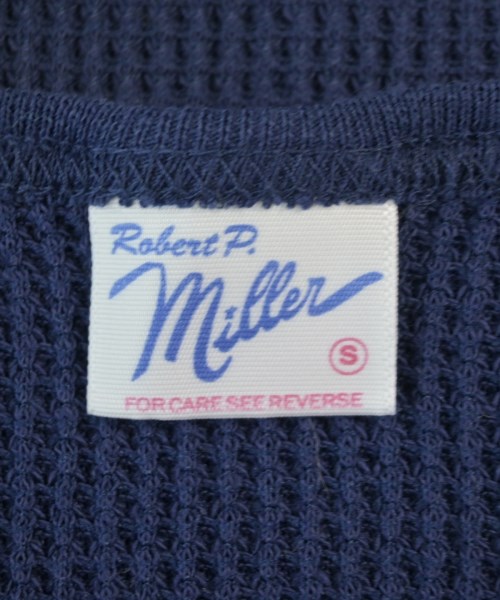 Robert P.
Miller
S
FOR CARE SEE REVERSE